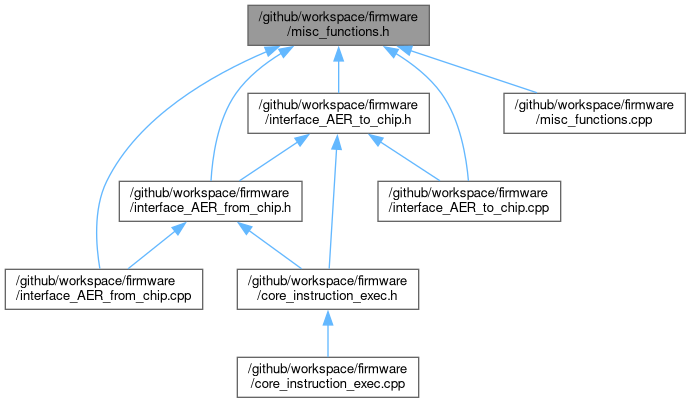 /github/workspace/firmware
/misc_functions.h
/github/workspace/firmware
/interface_AER_to_chip.h
/github/workspace/firmware
/misc_functions.cpp
/github/workspace/firmware
/interface_AER_from_chip.h
/github/workspace/firmware
/interface_AER_to_chip.cpp
/github/workspace/firmware
/interface_AER_from_chip.cpp
/github/workspace/firmware
/core_instruction_exec.h
/github/workspace/firmware
/core_instruction_exec.cpp